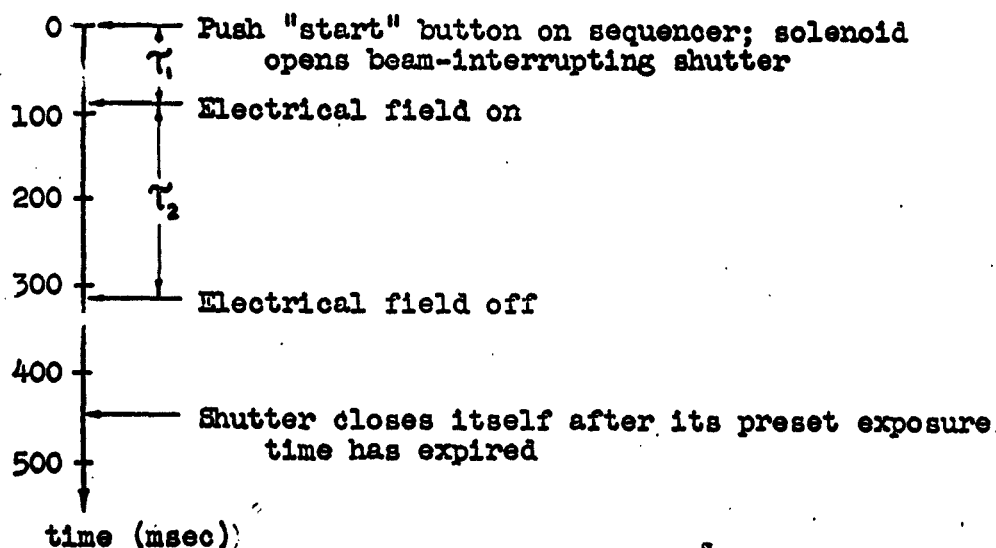 0 Push "start" button on sequencer; solenoid
opens beam-interrupting shutter
τ₁
100 Electrical field on
200 τ₂
300 Electrical field off
400
Shutter closes itself after its preset exposure
time has expired
500
time (msec)